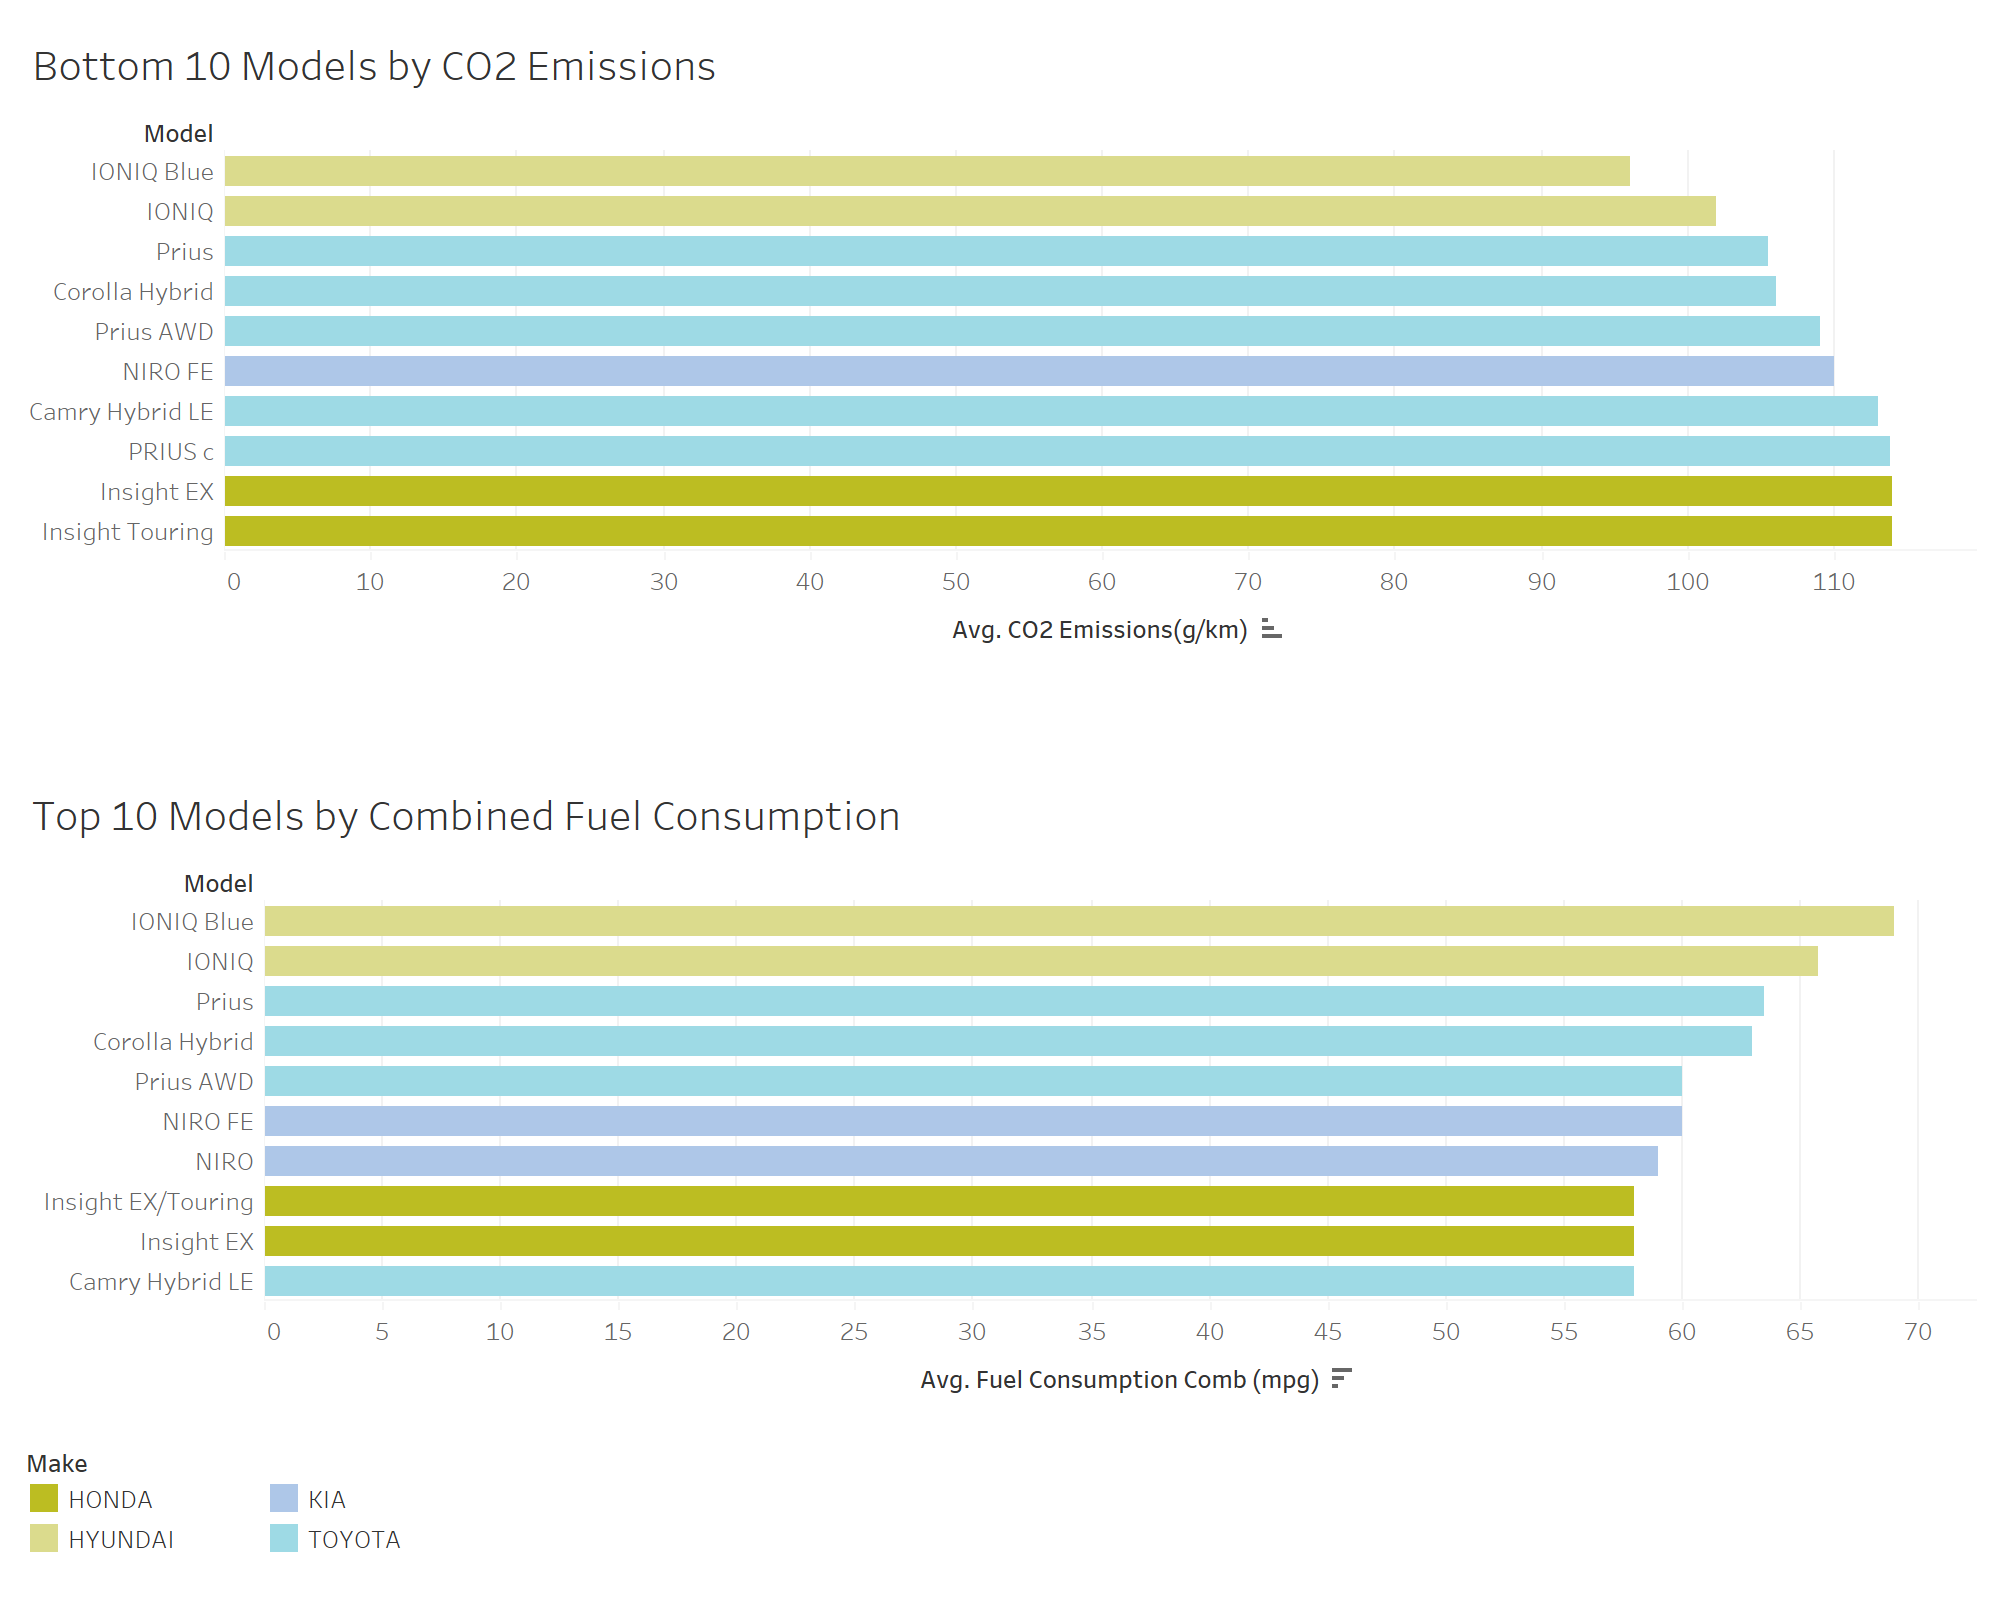 Bottom 10 Models by CO2 Emissions
Model
IONIQ Blue
IONIQ
Prius
Corolla Hybrid
Prius AWD
NIRO FE
Camry Hybrid LE
PRIUS c
Insight EX
Insight Touring
0 10 20 30 40 50 60 70 80 90 100 110
Avg. CO2 Emissions(g/km)
Top 10 Models by Combined Fuel Consumption
Model
IONIQ Blue
IONIQ
Prius
Corolla Hybrid
Prius AWD
NIRO FE
NIRO
Insight EX/Touring
Insight EX
Camry Hybrid LE
0 5 10 15 20 25 30 35 40 45 50 55 60 65 70
Avg. Fuel Consumption Comb (mpg)
Make
HONDA KIA
HYUNDAI TOYOTA